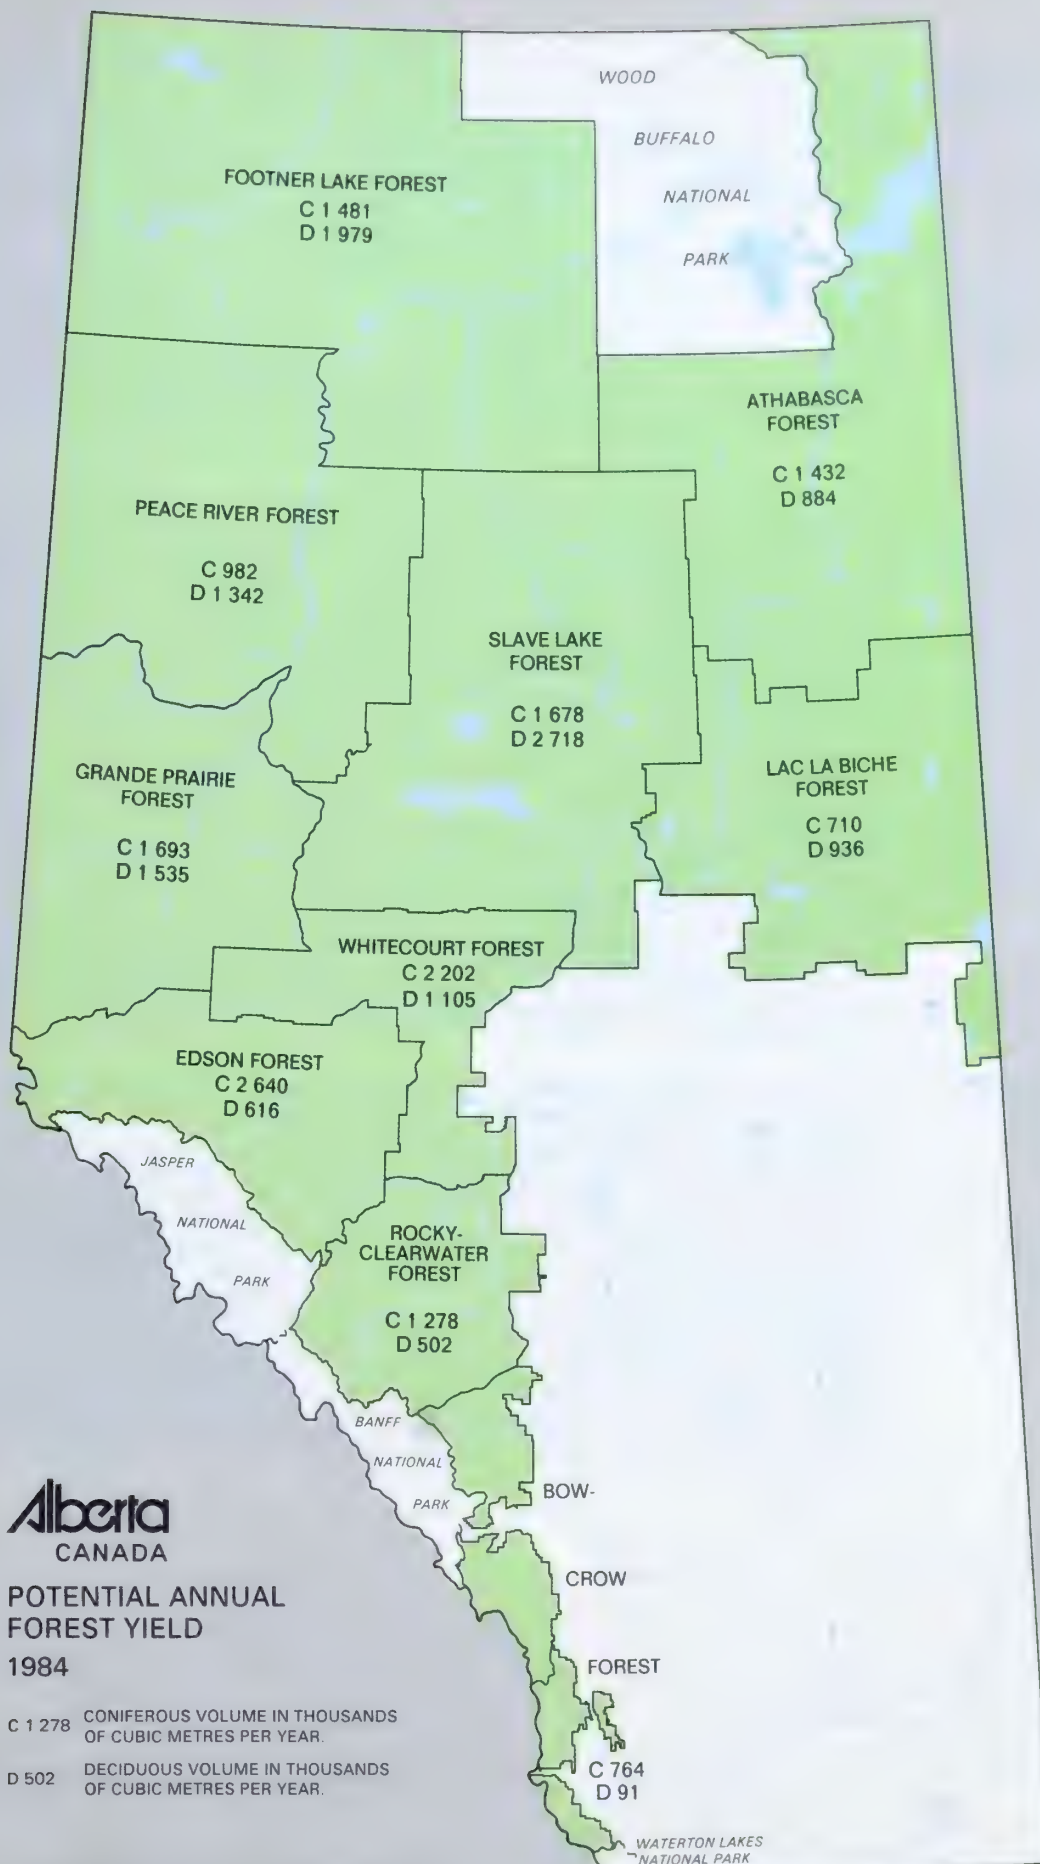 WOOD
BUFFALO
NATIONAL
PARK
FOOTNER LAKE FOREST
C 1 481
D 1 979
ATHABASCA
FOREST
C 1 432
D 884
PEACE RIVER FOREST
C 982
D 1 342
SLAVE LAKE
FOREST
C 1 678
D 2 718
GRANDE PRAIRIE
FOREST
C 1 693
D 1 535
LAC LA BICHE
FOREST
C 710
D 936
WHITECOURT FOREST
C 2 202
D 1 105
EDSON FOREST
C 2 640
D 616
JASPER
NATIONAL
PARK
ROCKY-
CLEARWATER
FOREST
C 1 278
D 502
BANFF
NATIONAL
PARK
BOW-
CROW
FOREST
C 764
D 91
WATERTON LAKES
NATIONAL PARK
Alberta
CANADA
POTENTIAL ANNUAL
FOREST YIELD
1984
C 1 278 CONIFEROUS VOLUME IN THOUSANDS
OF CUBIC METRES PER YEAR.
D 502 DECIDUOUS VOLUME IN THOUSANDS
OF CUBIC METRES PER YEAR.